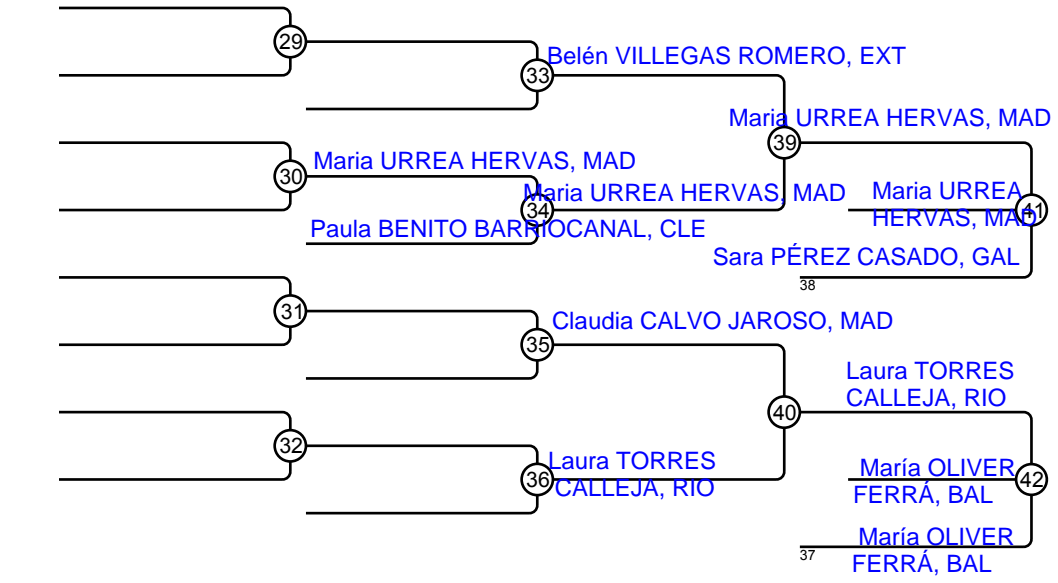 29
33
Belén VILLEGAS ROMERO, EXT
Maria URREA HERVAS, MAD
39
30
Maria URREA HERVAS, MAD
34
Maria URREA HERVAS, MAD
Maria URREA
HERVAS, MAD
41
Paula BENITO BARRIOCANAL, CLE
Sara PÉREZ CASADO, GAL
38
31
35
Claudia CALVO JAROSO, MAD
Laura TORRES
CALLEJA, RIO
40
32
36
Laura TORRES
CALLEJA, RIO
María OLIVER
FERRÁ, BAL
42
37
María OLIVER
FERRÁ, BAL